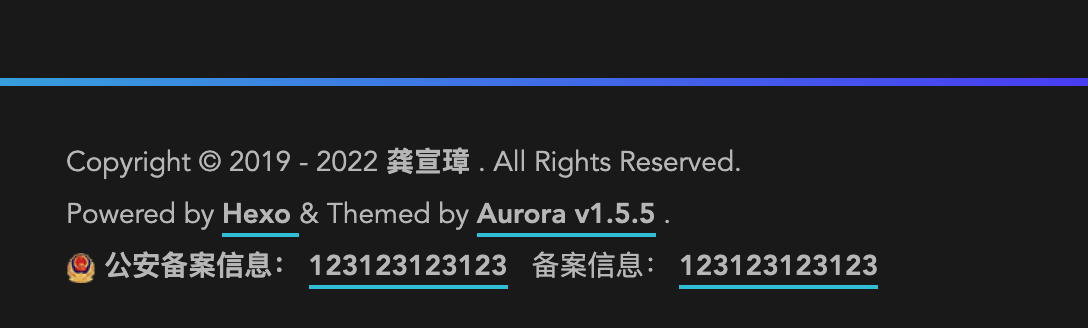 Copyright © 2019 - 2022 龚宣璋 . All Rights Reserved.
Powered by Hexo & Themed by Aurora v1.5.5 .
公安备案信息： 123123123123 备案信息： 123123123123